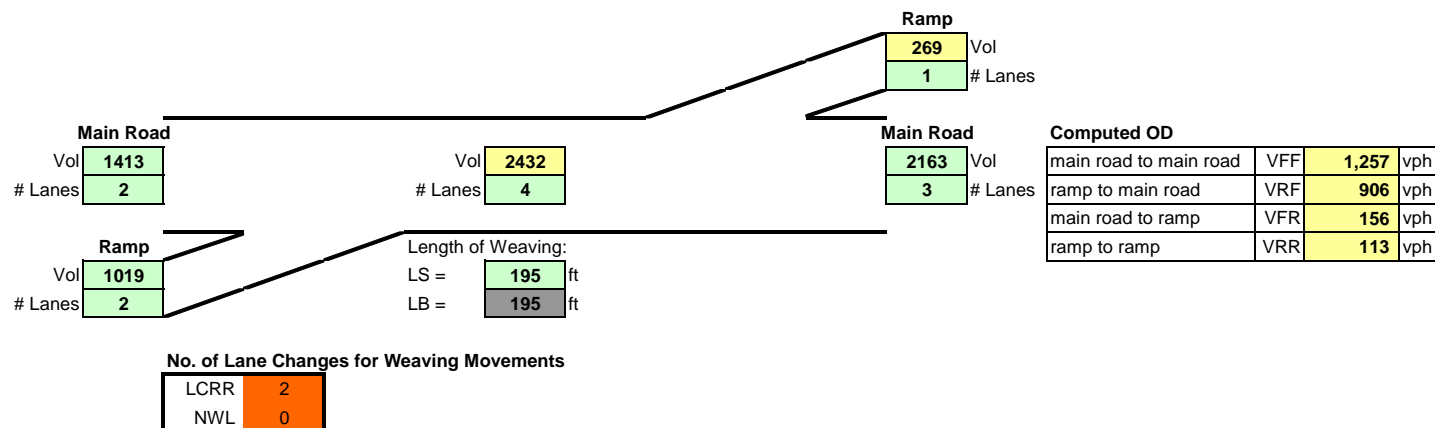 Ramp
269 Vol
1 # Lanes
Main Road
Vol 1413
# Lanes 2
Vol 2432
# Lanes 4
Main Road
2163 Vol
3 # Lanes
Computed OD
main road to main road VFF 1,257 vph
ramp to main road VRF 906 vph
main road to ramp VFR 156 vph
ramp to ramp VRR 113 vph
Ramp
Vol 1019
# Lanes 2
Length of Weaving:
LS = 195 ft
LB = 195 ft
No. of Lane Changes for Weaving Movements
LCRR 2
NWL 0